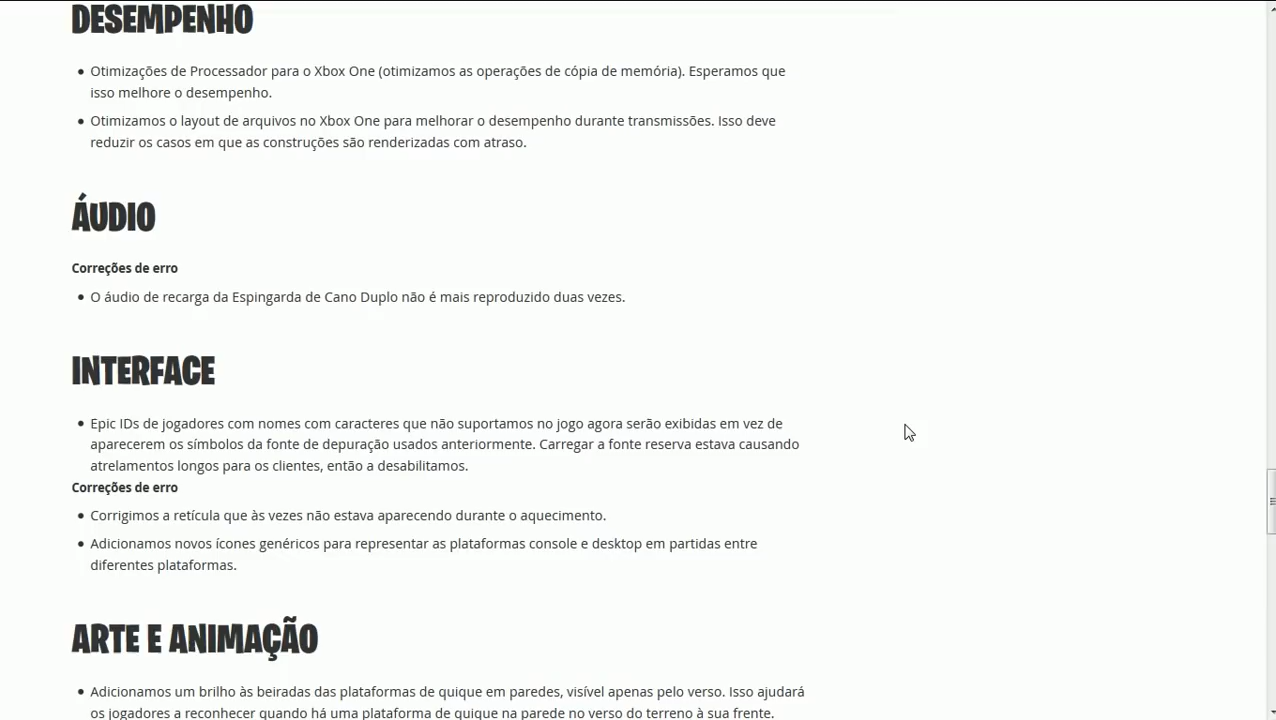 DESEMPENHO
• Otimizações de Processador para o Xbox One (otimizamos as operações de cópia de memória). Esperamos que
isso melhore o desempenho.
• Otimizamos o layout de arquivos no Xbox One para melhorar o desempenho durante transmissões. Isso deve
reduzir os casos em que as construções são renderizadas com atraso.
ÁUDIO
Correções de erro
• O áudio de recarga da Espingarda de Cano Duplo não é mais reproduzido duas vezes.
INTERFACE
• Epic IDs de jogadores com nomes com caracteres que não suportamos no jogo agora serão exibidas em vez de
aparecerem os símbolos da fonte de depuração usados anteriormente. Carregar a fonte reserva estava causando
atrelamentos longos para os clientes, então a desabilitamos.
Correções de erro
• Corrigimos a retícula que às vezes não estava aparecendo durante o aquecimento.
• Adicionamos novos ícones genéricos para representar as plataformas console e desktop em partidas entre
diferentes plataformas.
ARTE E ANIMAÇÃO
• Adicionamos um brilho às beiradas das plataformas de quique em paredes, visível apenas pelo verso. Isso ajudará
os jogadores a reconhecer quando há uma plataforma de quique na parede no verso do terreno à sua frente.